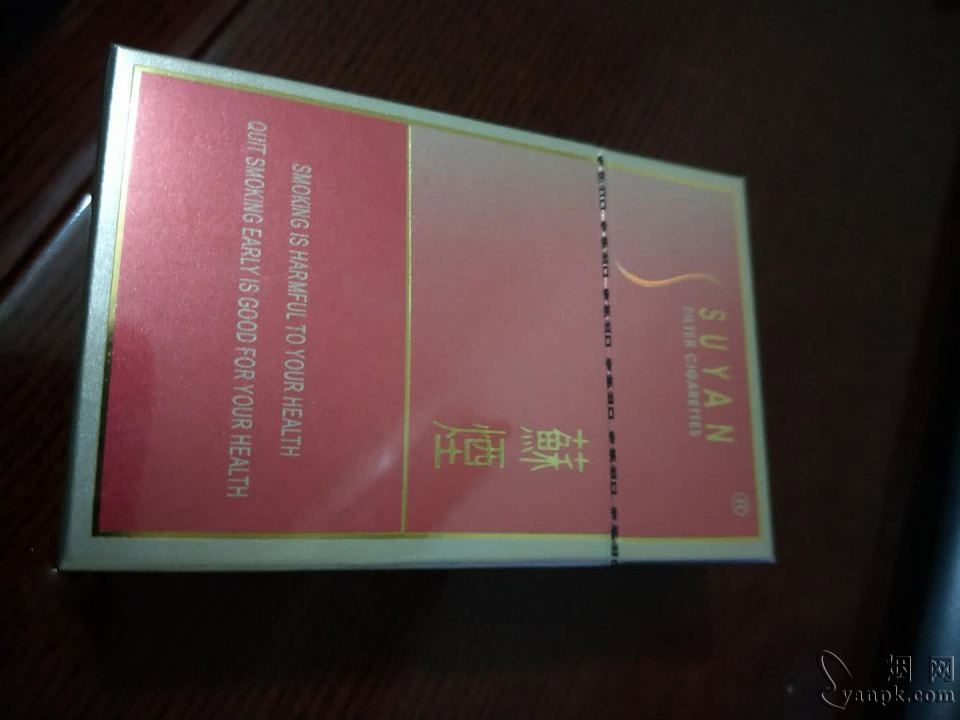 SUYAN
FILTER CIGARETTES
蘇
煙
SMOKING IS HARMFUL TO YOUR HEALTH
QUIT SMOKING EARLY IS GOOD FOR YOUR HEALTH
烟网
yanpk.com